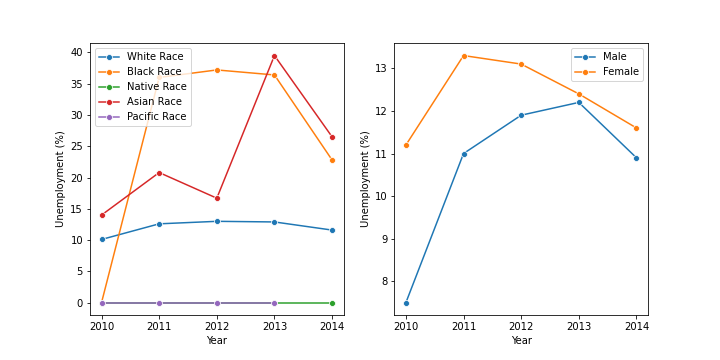 White Race
Black Race
Native Race
Asian Race
Pacific Race
40
35
30
25
20
15
10
5
0
Unemployment (%)
2010 2011 2012 2013 2014
Year
Male
Female
13
12
11
10
9
8
Unemployment (%)
2010 2011 2012 2013 2014
Year